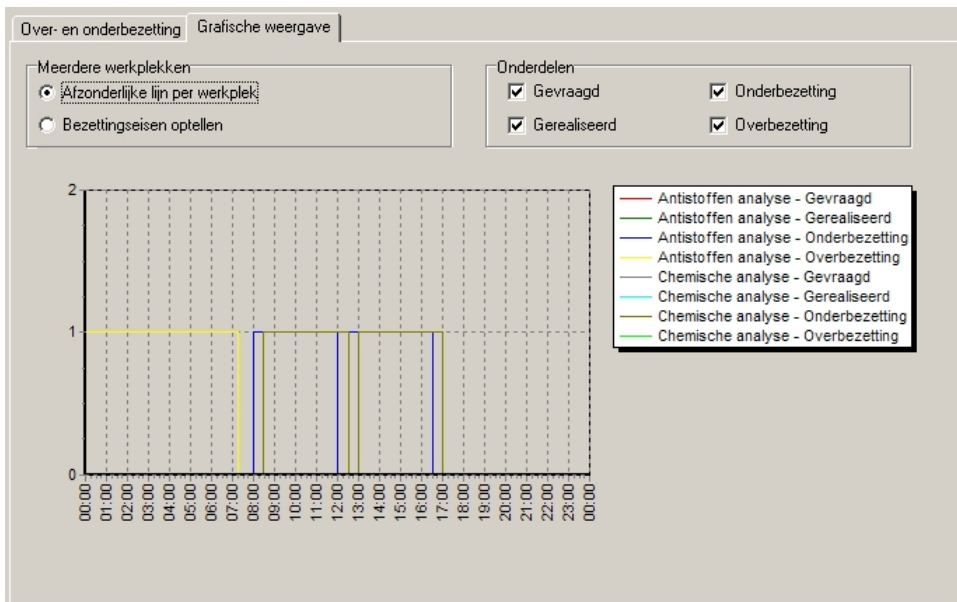 Over- en onderbezetting
Grafische weergave
Meerdere werkplekken
Afzonderlijke lijn per werkplek
Bezettingseisen optellen
Onderdelen
Gevraagd
Onderbezetting
Gerealiseerd
Overbezetting
2
1
0
00:00
01:00
02:00
03:00
04:00
05:00
06:00
07:00
08:00
09:00
10:00
11:00
12:00
13:00
14:00
15:00
16:00
17:00
18:00
19:00
20:00
21:00
22:00
23:00
00:00
Antistoffen analyse - Gevraagd
Antistoffen analyse - Gerealiseerd
Antistoffen analyse - Onderbezetting
Antistoffen analyse - Overbezetting
Chemische analyse - Gevraagd
Chemische analyse - Gerealiseerd
Chemische analyse - Onderbezetting
Chemische analyse - Overbezetting